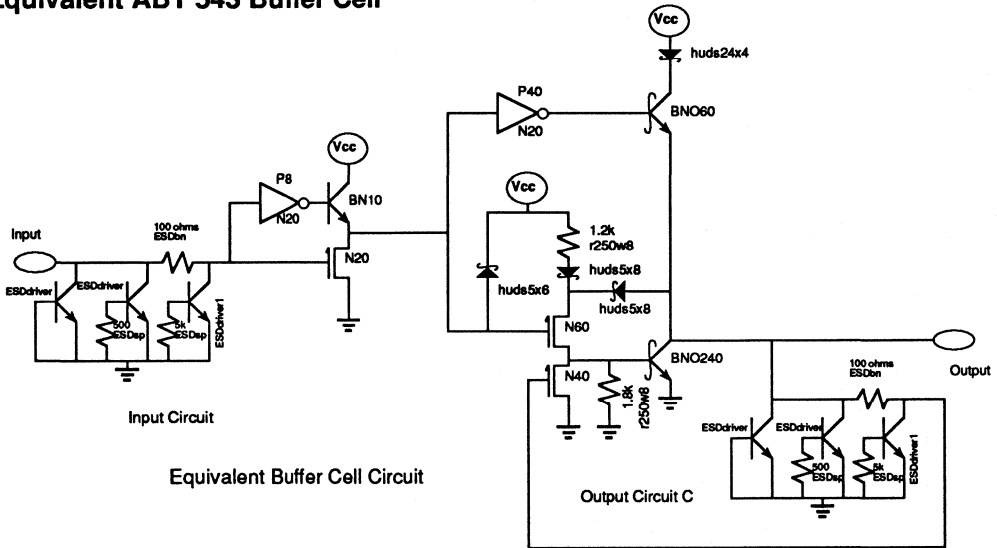 Equivalent ABT 543 Buffer Cell
Vcc
huds24x4
P40
BNO60
N20
Vcc
P8
BN10
N20
Vcc
100 ohms
ESDbn
Input
N20
1.2k
r250w8
huds5x8
huds5x6
huds5x8
ESDdriver
ESDdriver
500
ESDsp
5k
ESDsp
ESDdriver1
N60
BNO240
N40
1.8k
r250w8
100 ohms
ESDbn
Output
Input Circuit
ESDdriver
ESDdriver
500
ESDsp
5k
ESDsp
ESDdriver1
Equivalent Buffer Cell Circuit
Output Circuit C